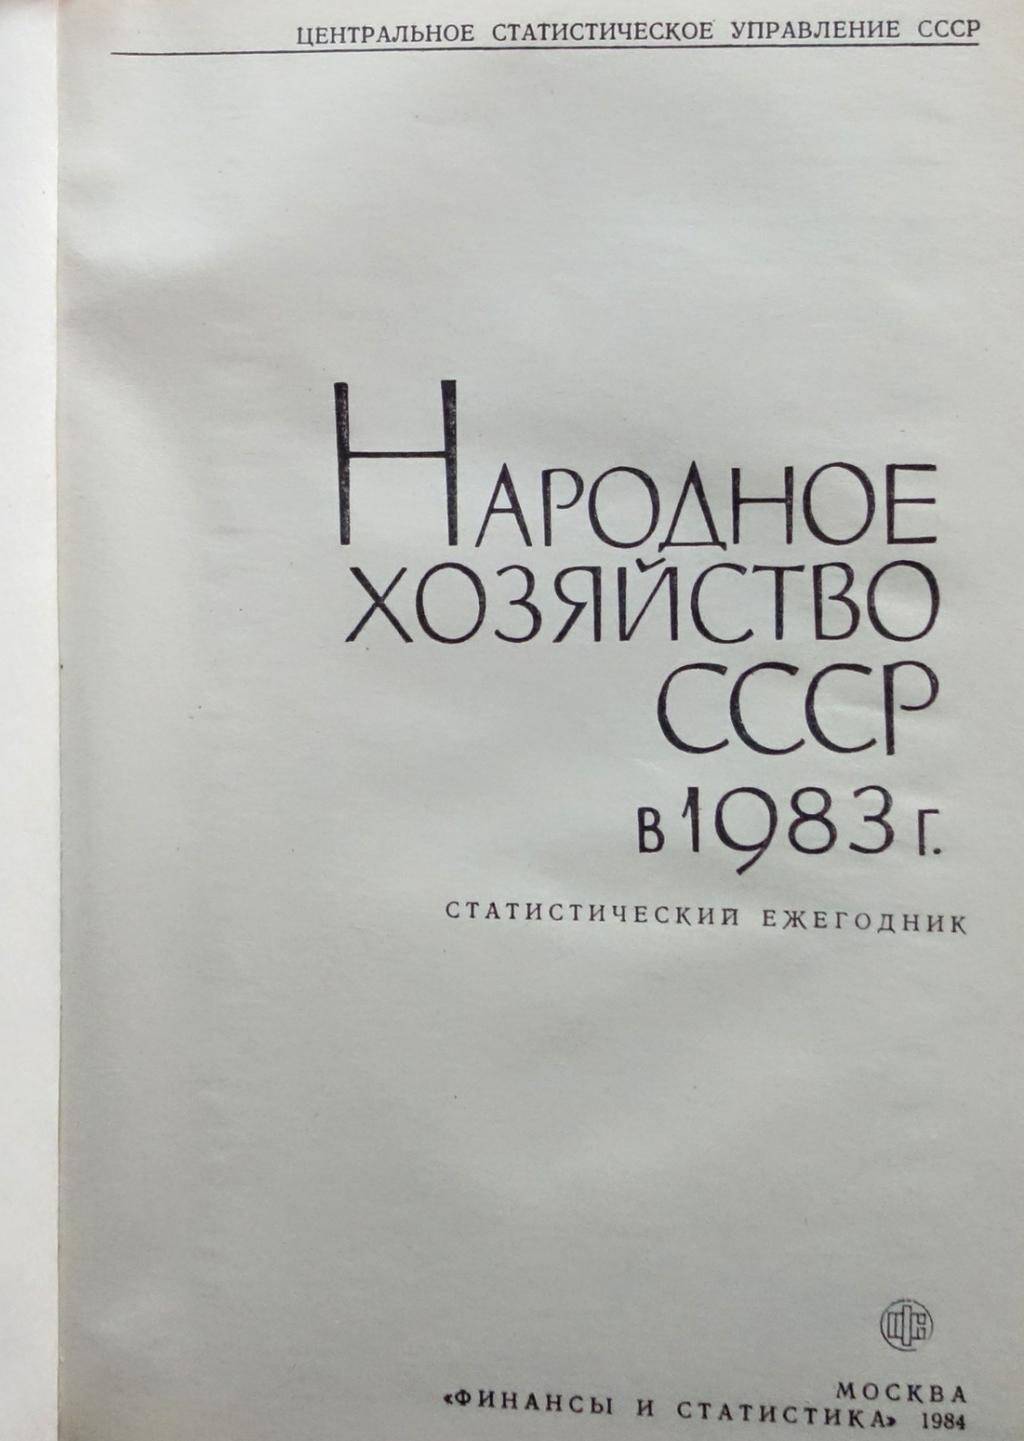 ЦЕНТРАЛЬНОЕ СТАТИСТИЧЕСКОЕ УПРАВЛЕНИЕ СССР
НАРОДНОЕ
ХОЗЯЙСТВО
СССР
В 1983 Г.
СТАТИСТИЧЕСКИЙ ЕЖЕГОДНИК
МОСКВА
«ФИНАНСЫ И СТАТИСТИКА» 1984